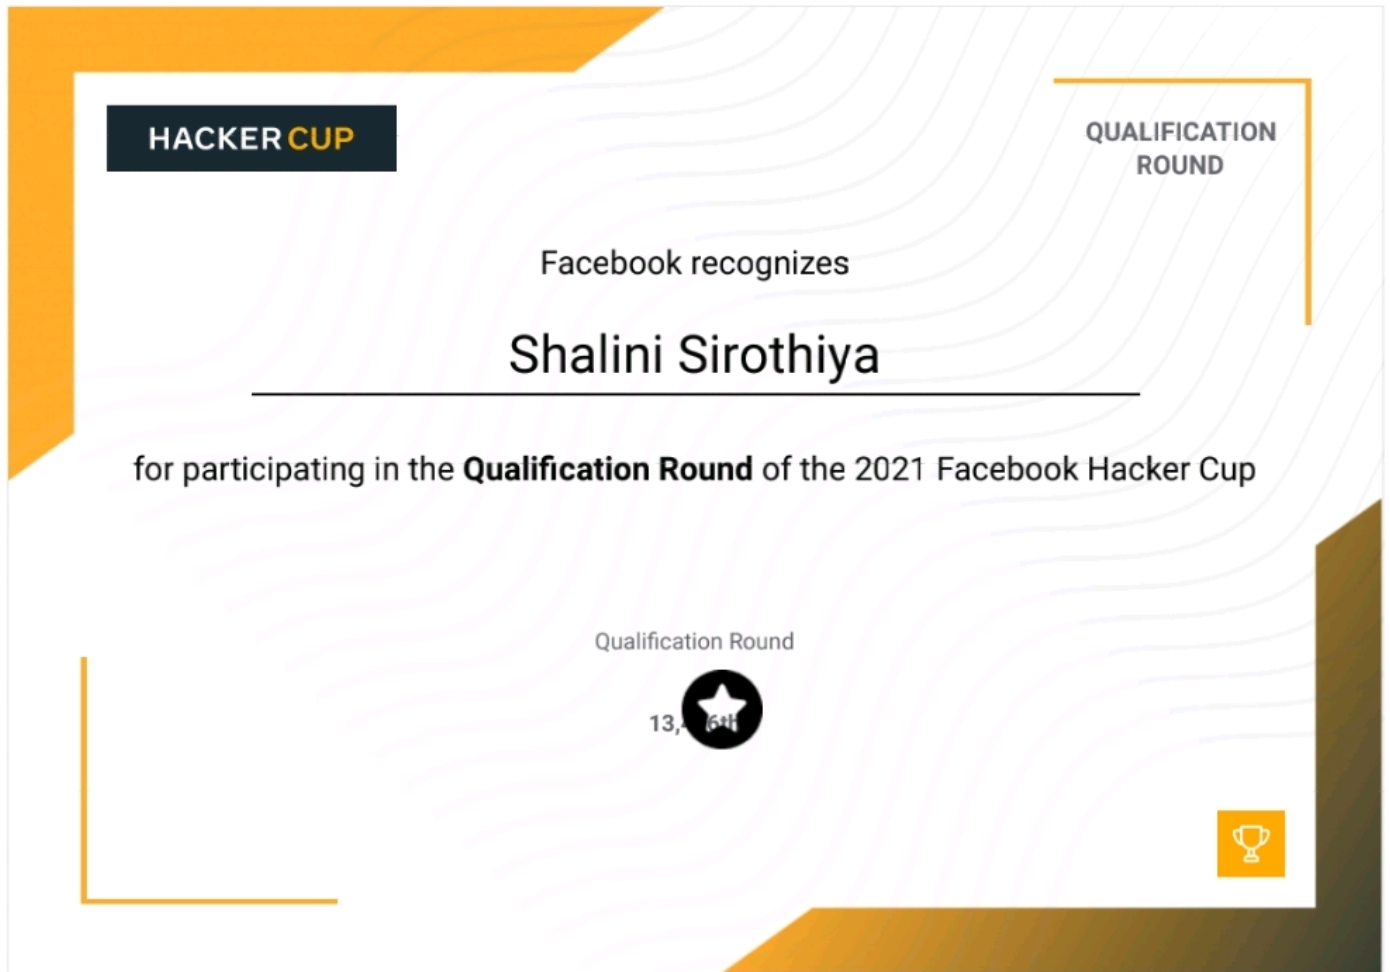 HACKER CUP
QUALIFICATION
ROUND
Facebook recognizes
Shalini Sirothiya
for participating in the Qualification Round of the 2021 Facebook Hacker Cup
Qualification Round